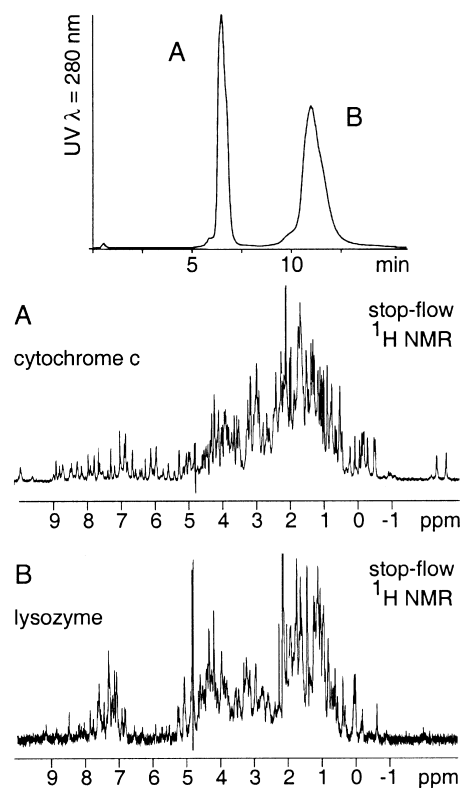 UV λ = 280 nm
A
B
5 10 min
A
stop-flow
¹H NMR
cytochrome c
9 8 7 6 5 4 3 2 1 0 -1 ppm
B
stop-flow
¹H NMR
lysozyme
9 8 7 6 5 4 3 2 1 0 -1 ppm